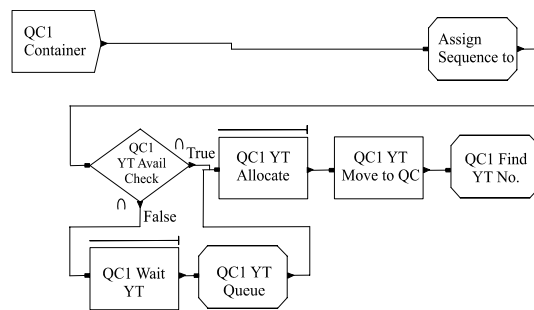 QC1
Container
Assign
Sequence to
QC1
YT Avail
Check
True
False
QC1 YT
Allocate
QC1 YT
Move to QC
QC1 Find
YT No.
QC1 Wait
YT
QC1 YT
Queue